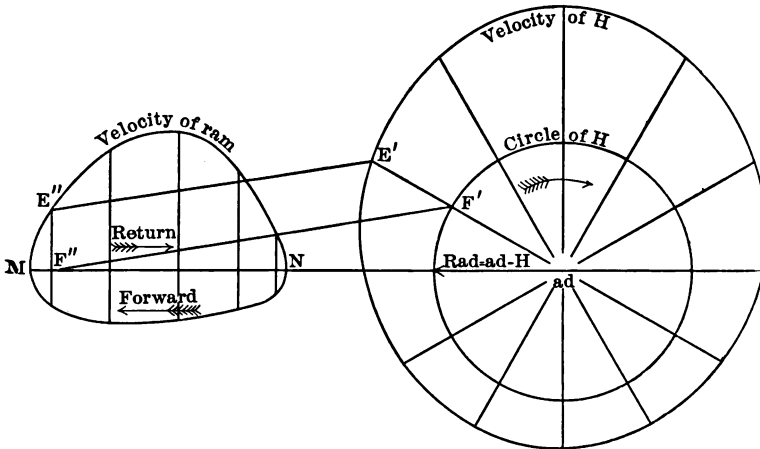 Velocity of H
Velocity of ram
Circle of H
E′
E″
F′
Return
F″
M
N
Rad-ad-H
ad
Forward